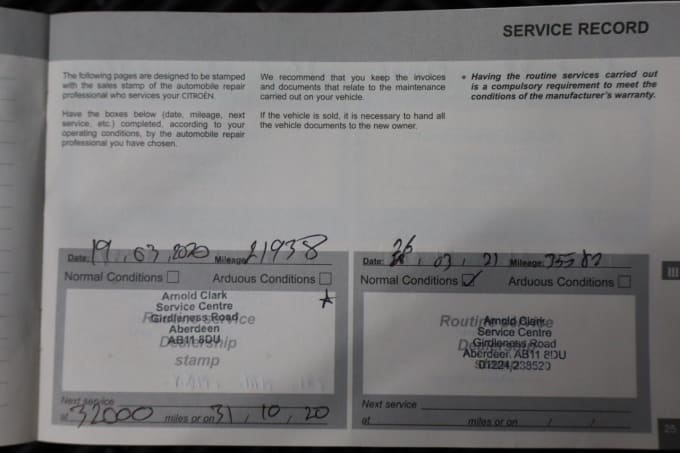 SERVICE RECORD
The following pages are designed to be stamped
with the sales stamp of the automobile repair
professional who services your CITROËN.
Have the boxes below (date, mileage, next
service, etc.) completed, according to your
operating conditions, by the automobile repair
professional you have chosen.
We recommend that you keep the invoices
and documents that relate to the maintenance
carried out on your vehicle.
If the vehicle is sold, it is necessary to hand all
the vehicle documents to the new owner.
• Having the routine services carried out
is a compulsory requirement to meet the
conditions of the manufacturer's warranty.
Date: 19 , 03 , 2020 Mileage: 21938
Normal Conditions Arduous Conditions
Arnold Clark
Service Centre
Routine service
Girdleness Road
Aberdeen
Dealership
AB11 8DU
stamp
Next service
at 32000 miles or on 31 , 10 , 20
Date: 26 , 03 , 21 Mileage: 35582
Normal Conditions Arduous Conditions
Routine service
Arnold Clark
Service Centre
Girdleness Road
Aberdeen AB11 8DU
01224 238520
Next service
at miles or on / /
III
25